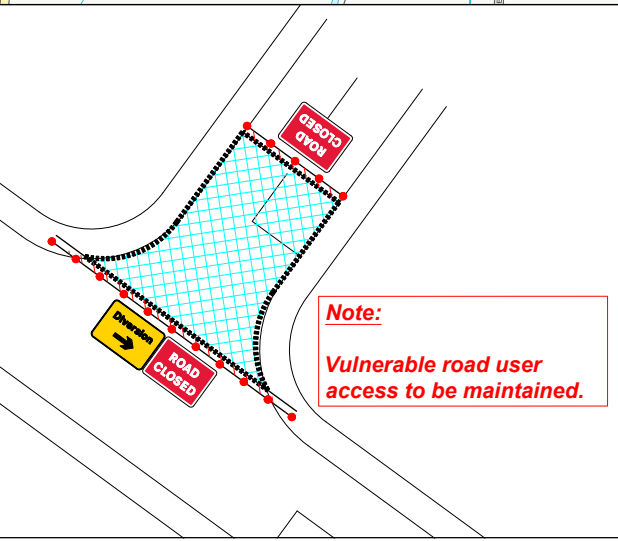 ROAD
CLOSED
Diversion
ROAD
CLOSED
Note:
Vulnerable road user
access to be maintained.